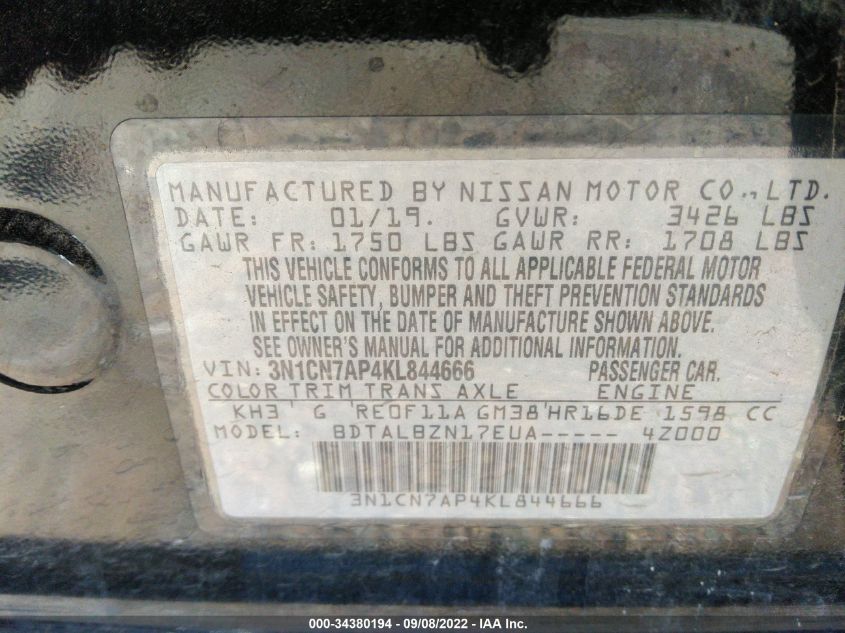 MANUFACTURED BY NISSAN MOTOR CO., LTD.
DATE: 01/19. GVWR: 3426 LBS
GAWR FR: 1750 LBS GAWR RR: 1708 LBS
THIS VEHICLE CONFORMS TO ALL APPLICABLE FEDERAL MOTOR
VEHICLE SAFETY, BUMPER AND THEFT PREVENTION STANDARDS
IN EFFECT ON THE DATE OF MANUFACTURE SHOWN ABOVE.
SEE OWNER'S MANUAL FOR ADDITIONAL INFORMATION.
VIN: 3N1CN7AP4KL844666 PASSENGER CAR.
COLOR TRIM TRANS AXLE ENGINE
KH3' G 'RE0F11A GM38'HR16DE 1598 CC
MODEL: BDTALBZN17EUA----- 4Z000
3N1CN7AP4KL844666
000-34380194 - 09/08/2022 - IAA Inc.